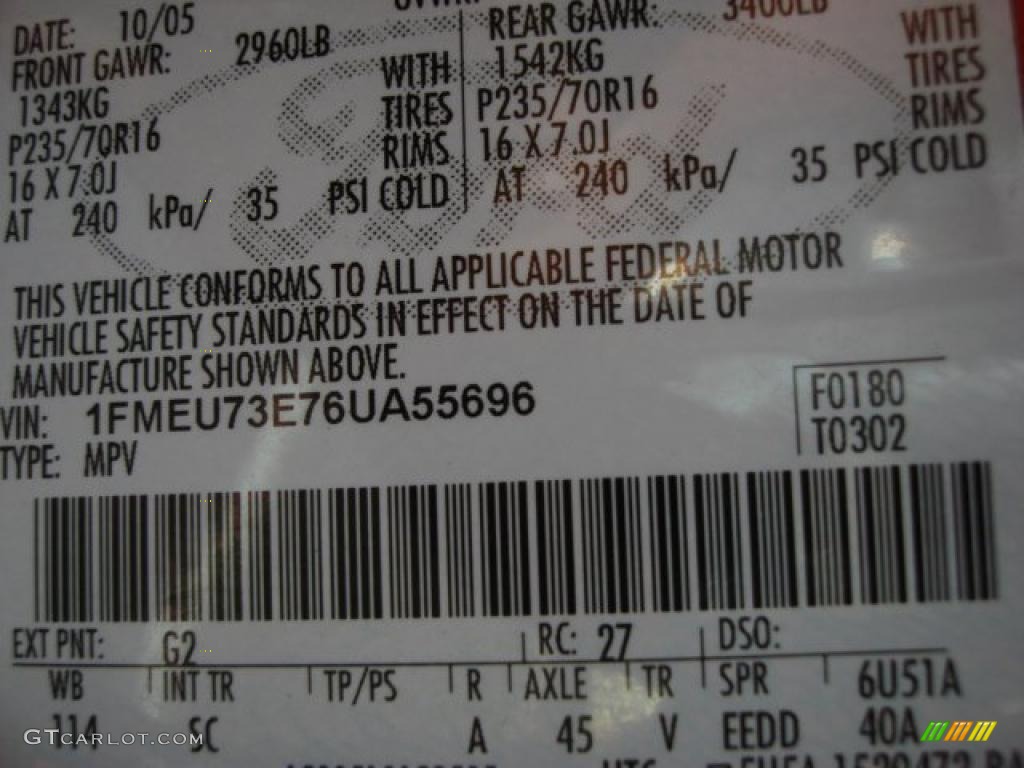 DATE: 10/05
FRONT GAWR: 2960LB
1343KG WITH
P235/70R16 TIRES
16 X 7.0J RIMS
AT 240 kPa/ 35 PSI COLD
REAR GAWR: 3400LB
1542KG WITH
P235/70R16 TIRES
16 X 7.0J RIMS
AT 240 kPa/ 35 PSI COLD
THIS VEHICLE CONFORMS TO ALL APPLICABLE FEDERAL MOTOR
VEHICLE SAFETY STANDARDS IN EFFECT ON THE DATE OF
MANUFACTURE SHOWN ABOVE.
VIN: 1FMEU73E76UA55696
F0180
T0302
TYPE: MPV
EXT PNT: G2 RC: 27 DSO:
WB INT TR TP/PS R AXLE TR SPR 6U51A
114 SC A 45 V EEDD 40A
GTcarlot.com